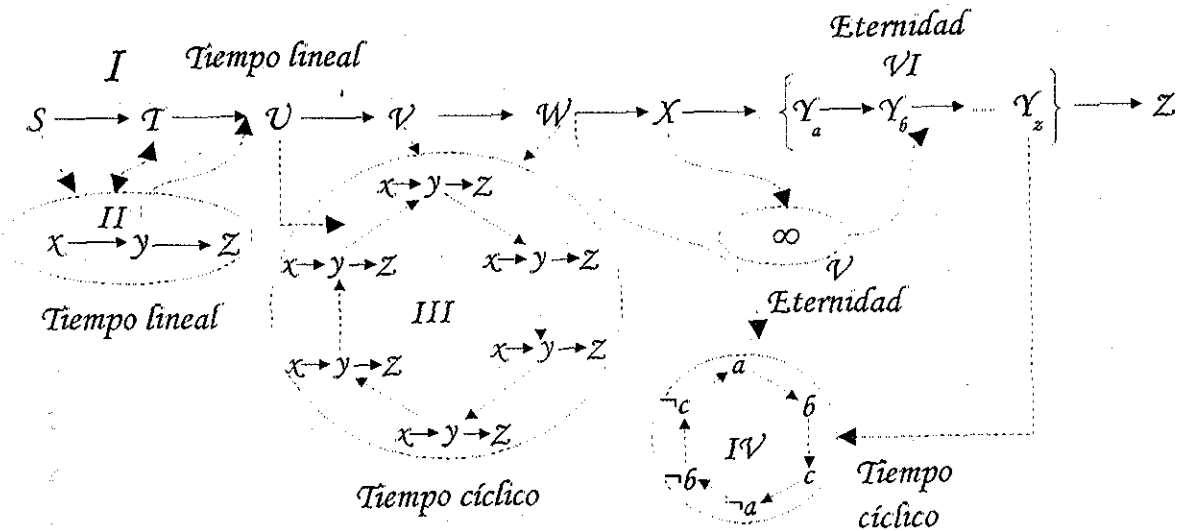 Eternidad
I Tiempo lineal VI
S → T → U → V → W → X → { Y_a → Y_b → ..... Y_z } → Z
x → y → Z
II
x → y → Z
∞
x → y → Z x → y → Z
V
Tiempo lineal III Eternidad
x → y → Z x → y → Z
a
¬c b
x → y → Z
IV
¬b c
¬a
Tiempo cíclico
Tiempo
cíclico